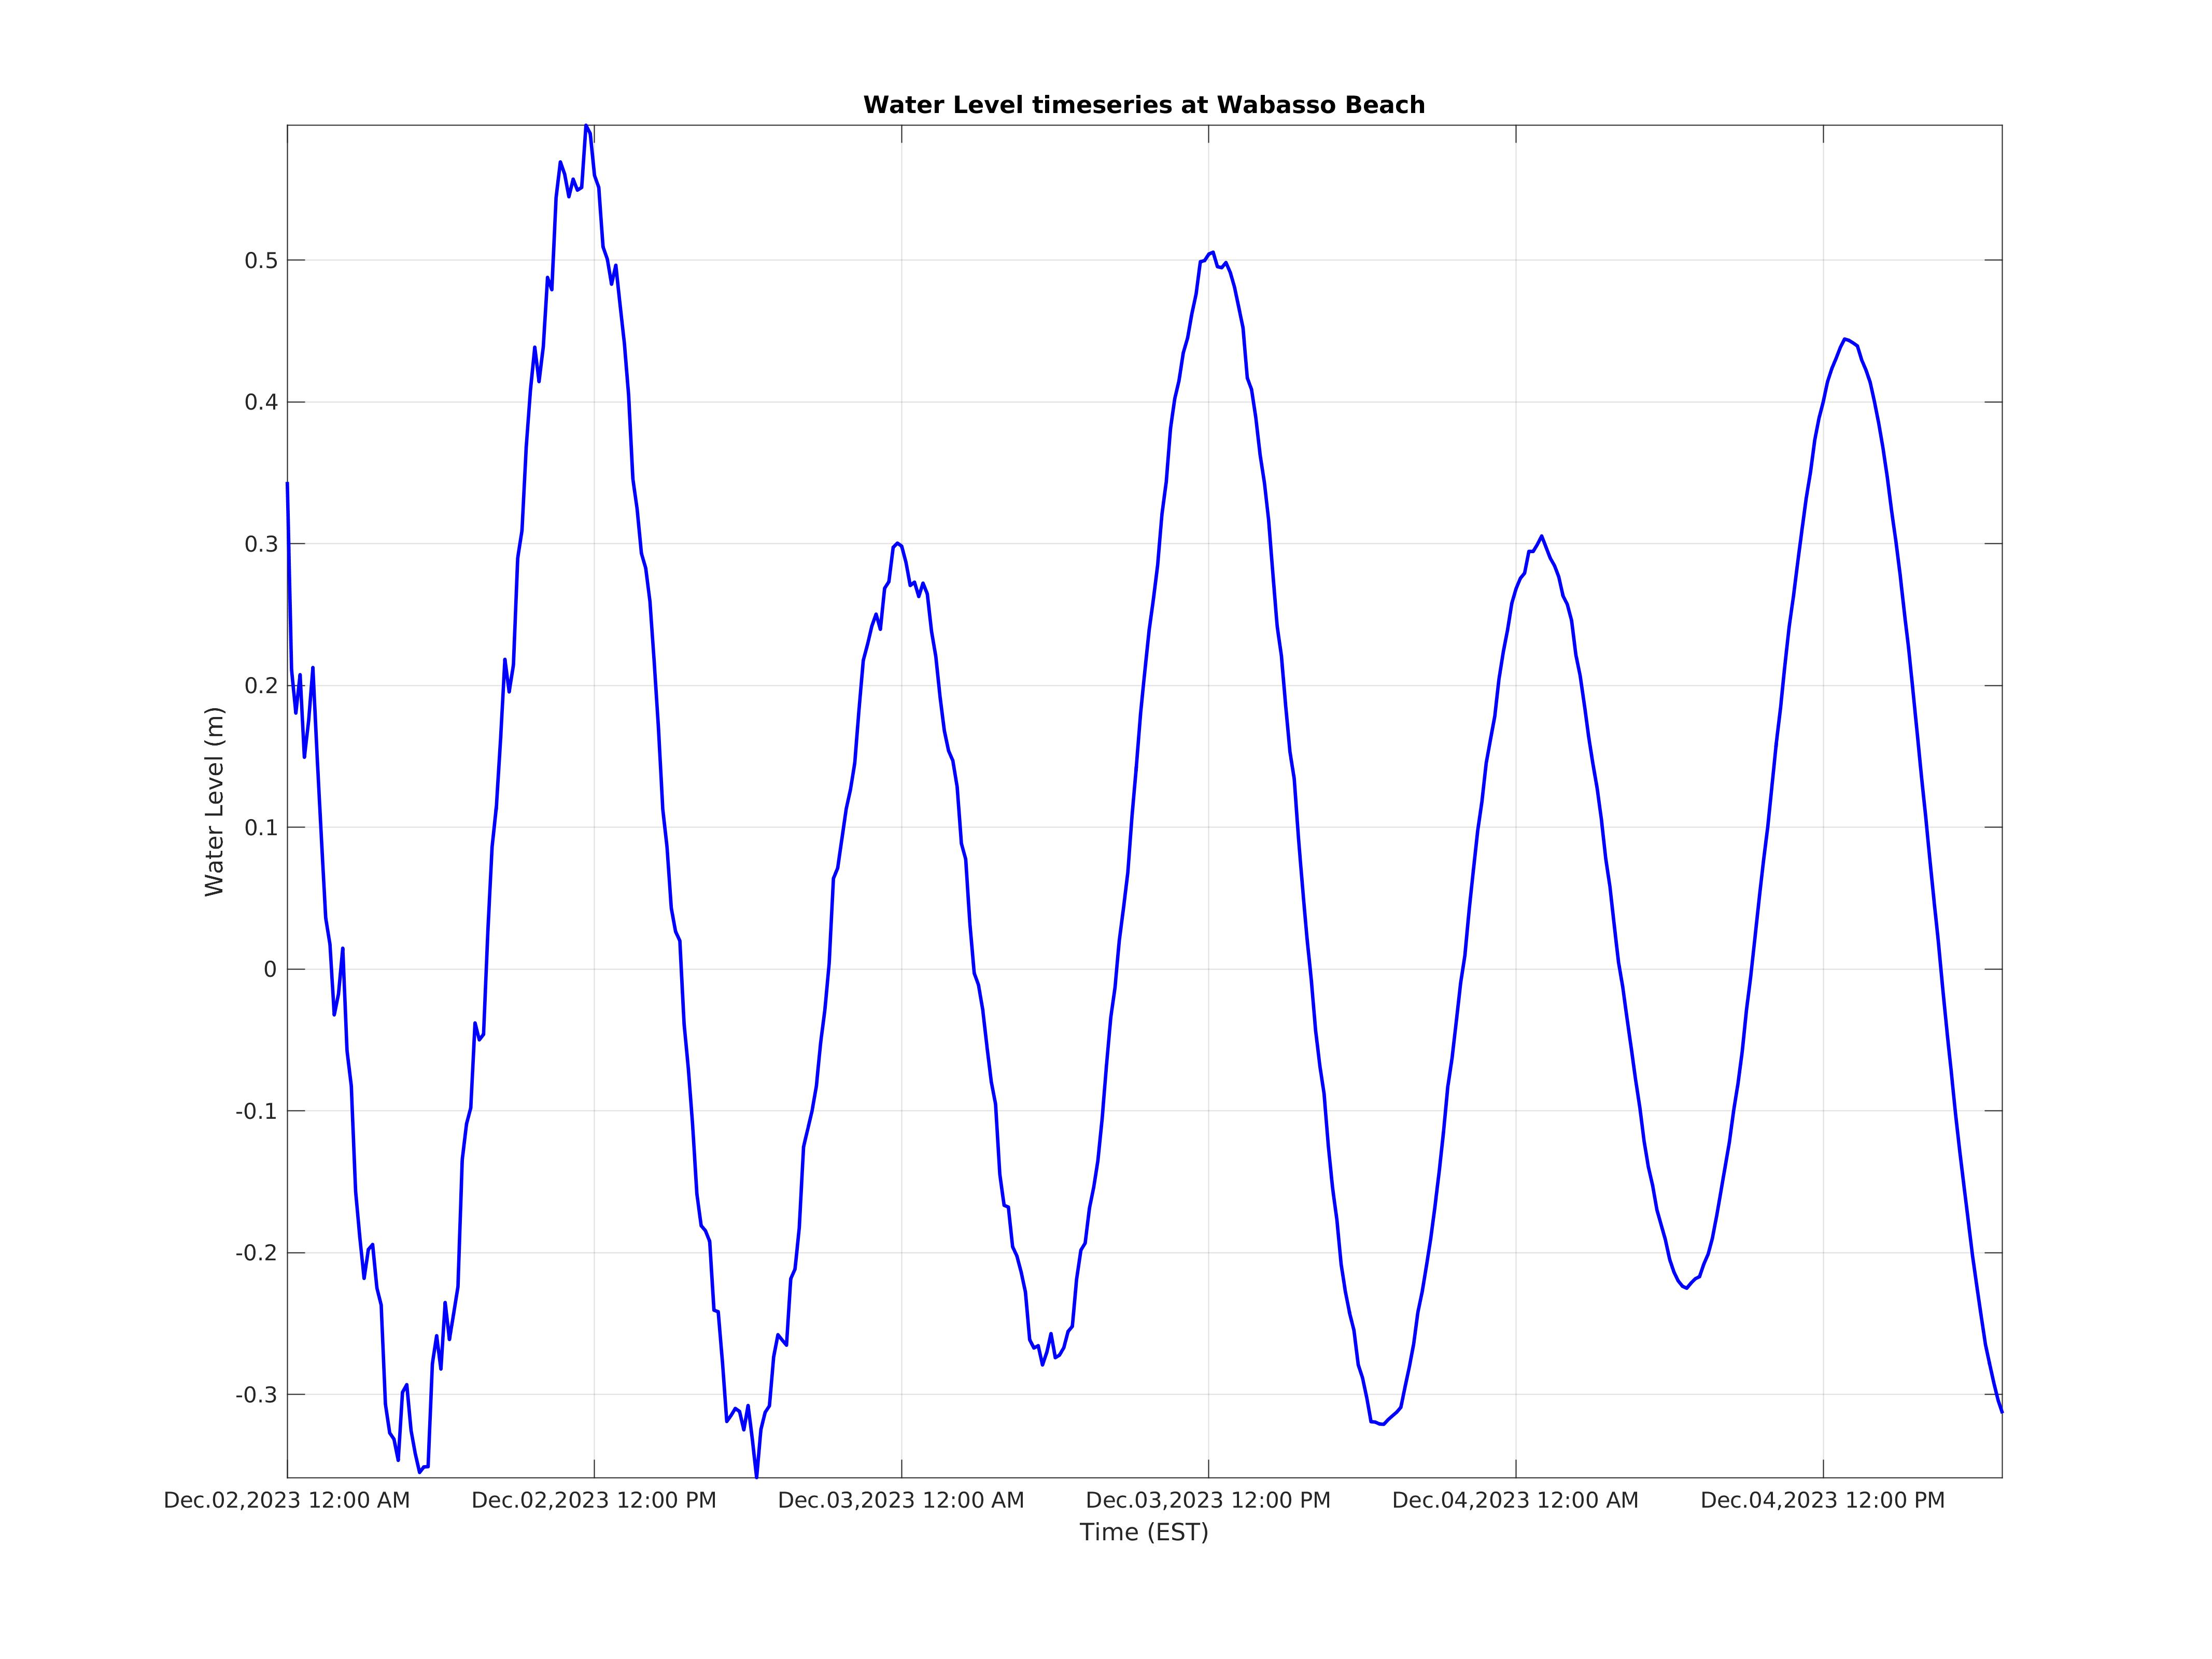 Water Level timeseries at Wabasso Beach
0.5
0.4
0.3
0.2
0.1
0
-0.1
-0.2
-0.3
Water Level (m)
Dec.02,2023 12:00 AM Dec.02,2023 12:00 PM Dec.03,2023 12:00 AM Dec.03,2023 12:00 PM Dec.04,2023 12:00 AM Dec.04,2023 12:00 PM
Time (EST)